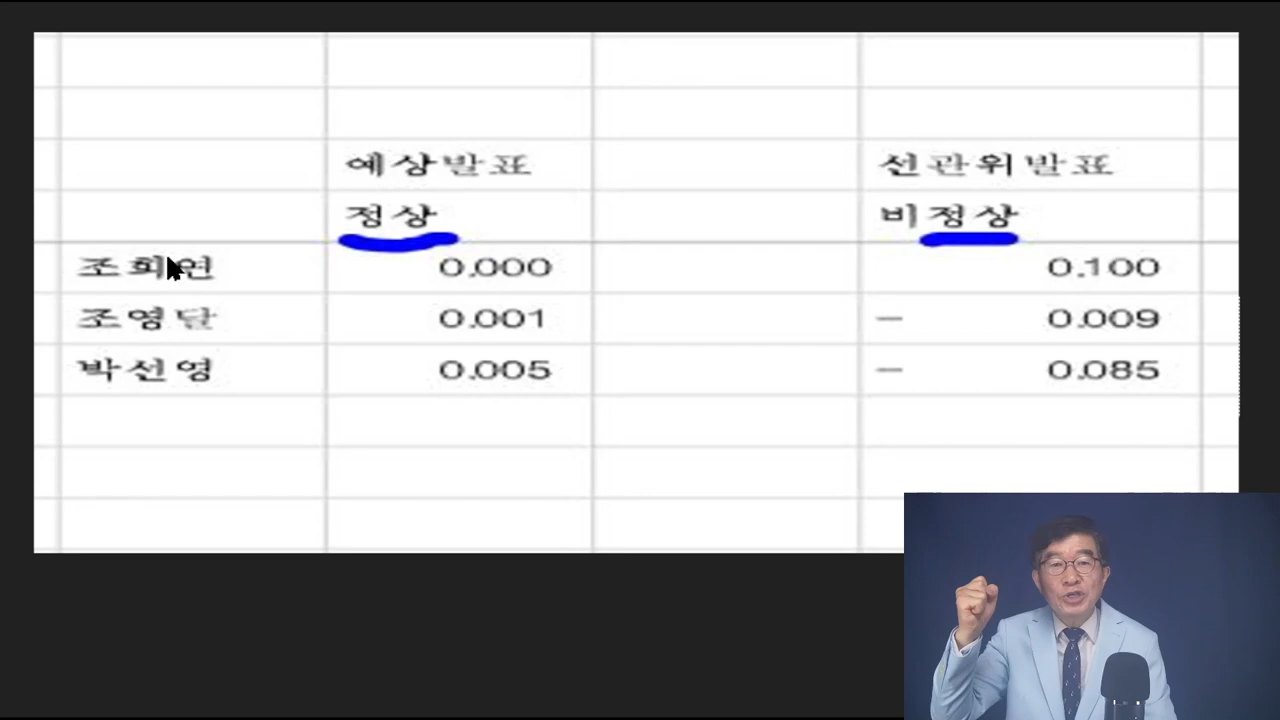 예상발표 선관위발표
정상 비정상
조희연 0.000 0.100
조영달 0.001 - 0.009
박선영 0.005 - 0.085